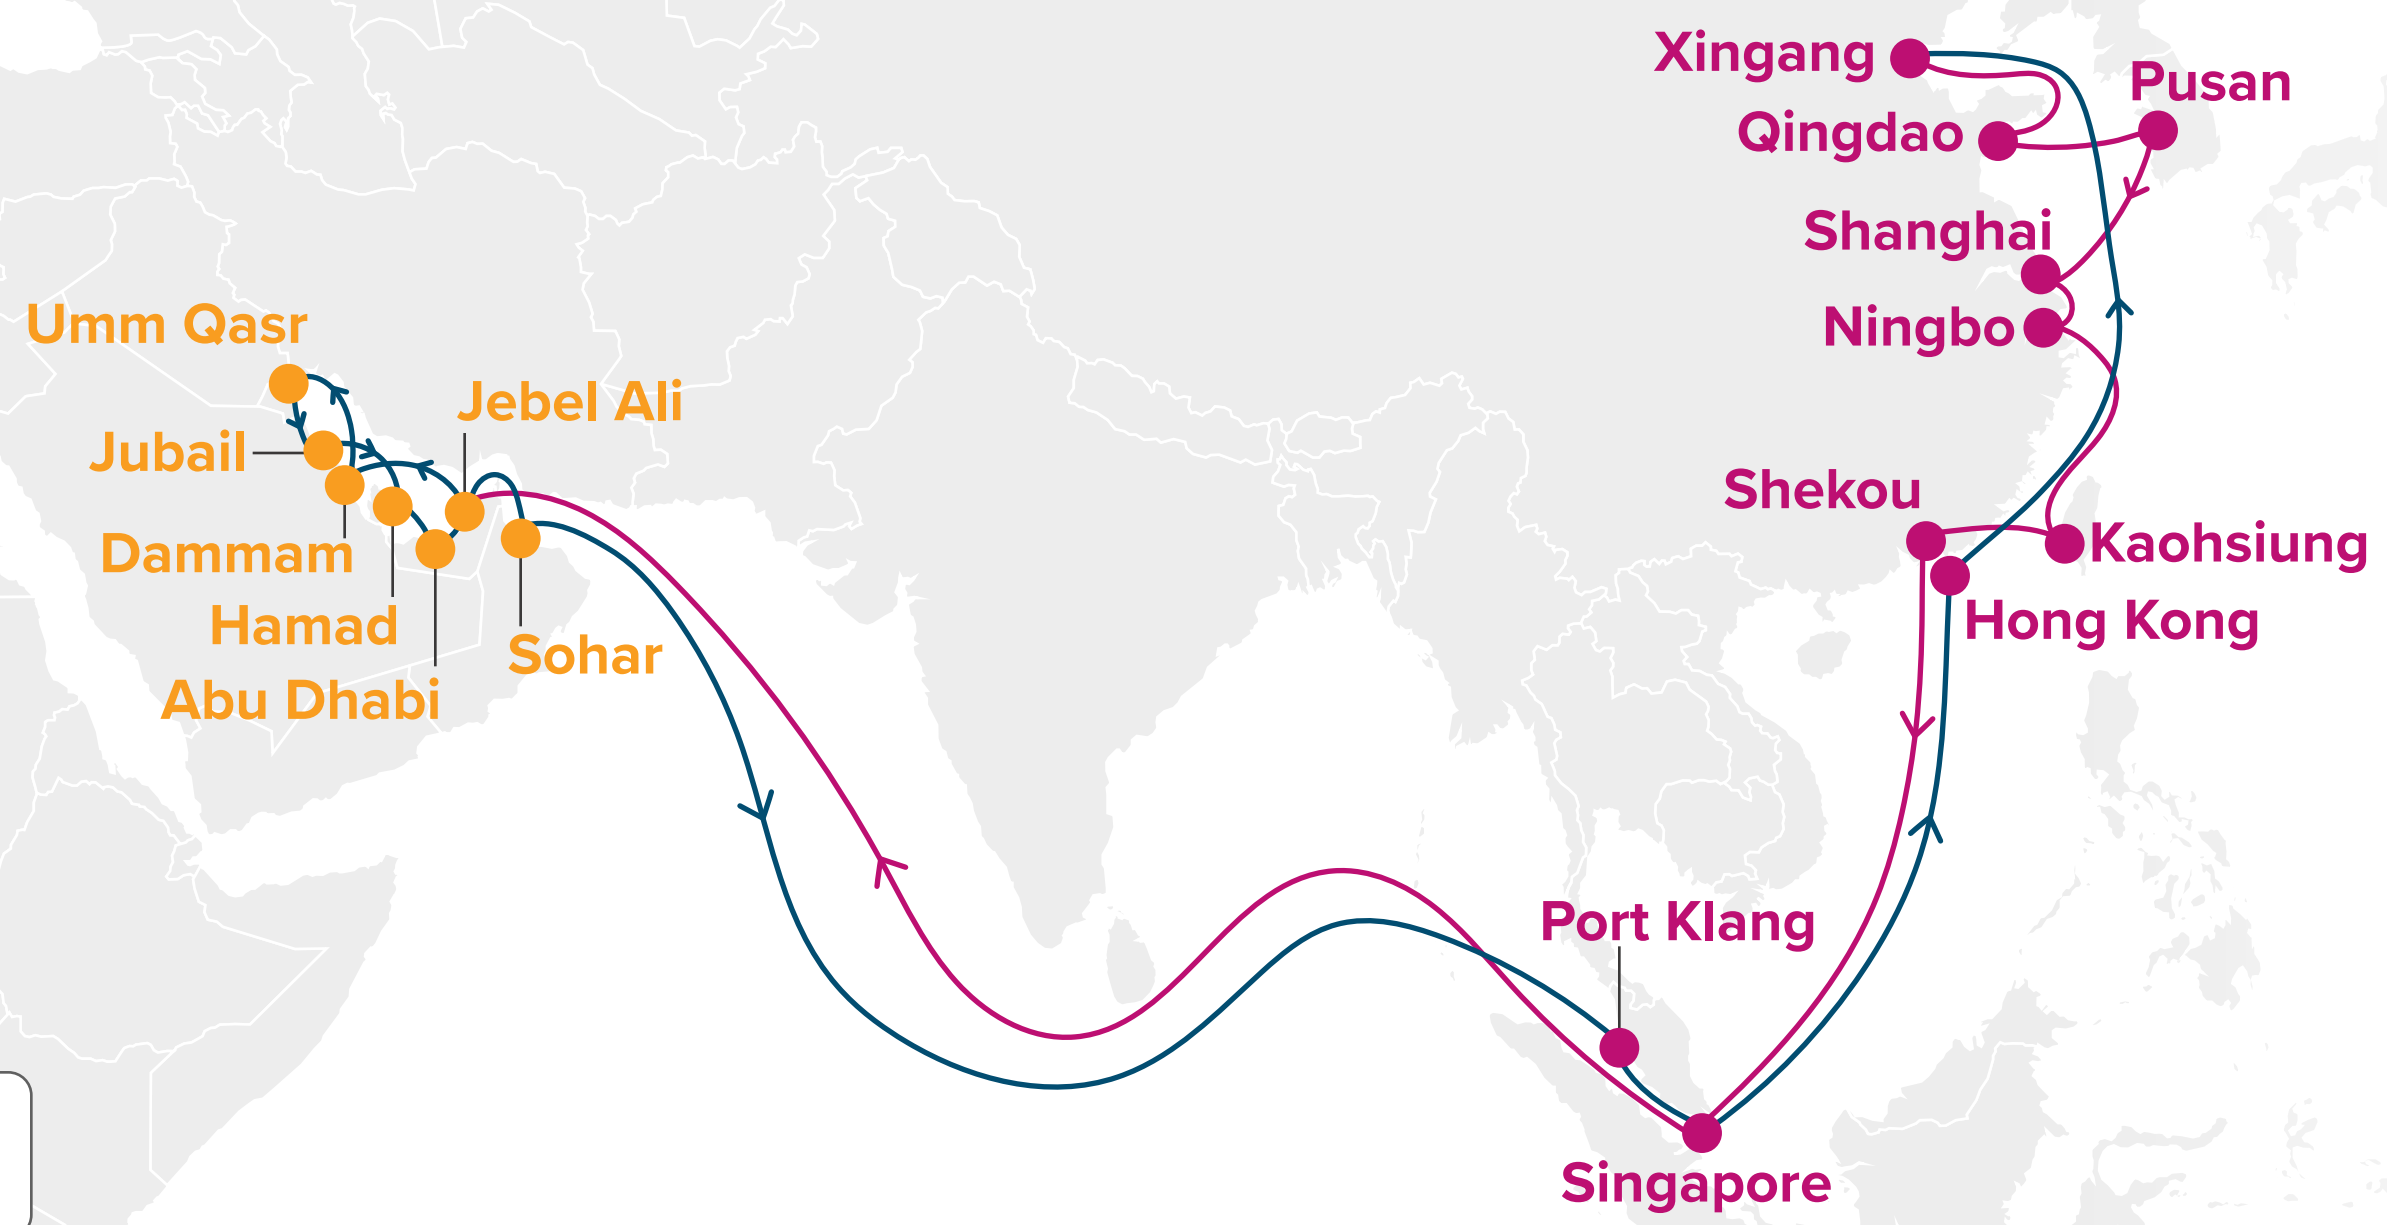 Xingang
Pusan
Qingdao
Shanghai
Umm Qasr
Ningbo
Jebel Ali
Jubail
Shekou
Kaohsiung
Dammam
Hamad
Hong Kong
Sohar
Abu Dhabi
Port Klang
Singapore